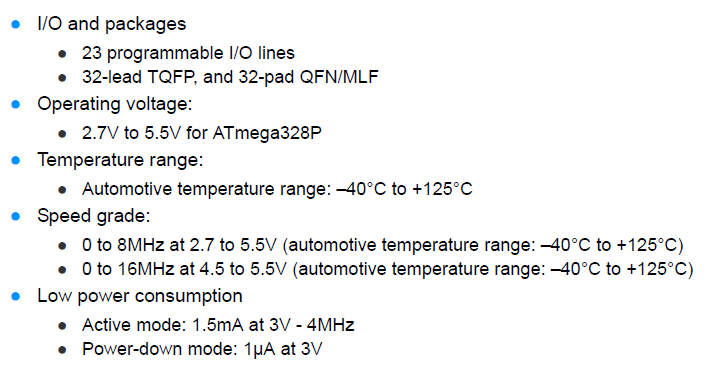 I/O and packages
23 programmable I/O lines
32-lead TQFP, and 32-pad QFN/MLF
Operating voltage:
2.7V to 5.5V for ATmega328P
Temperature range:
Automotive temperature range: –40°C to +125°C
Speed grade:
0 to 8MHz at 2.7 to 5.5V (automotive temperature range: –40°C to +125°C)
0 to 16MHz at 4.5 to 5.5V (automotive temperature range: –40°C to +125°C)
Low power consumption
Active mode: 1.5mA at 3V - 4MHz
Power-down mode: 1µA at 3V